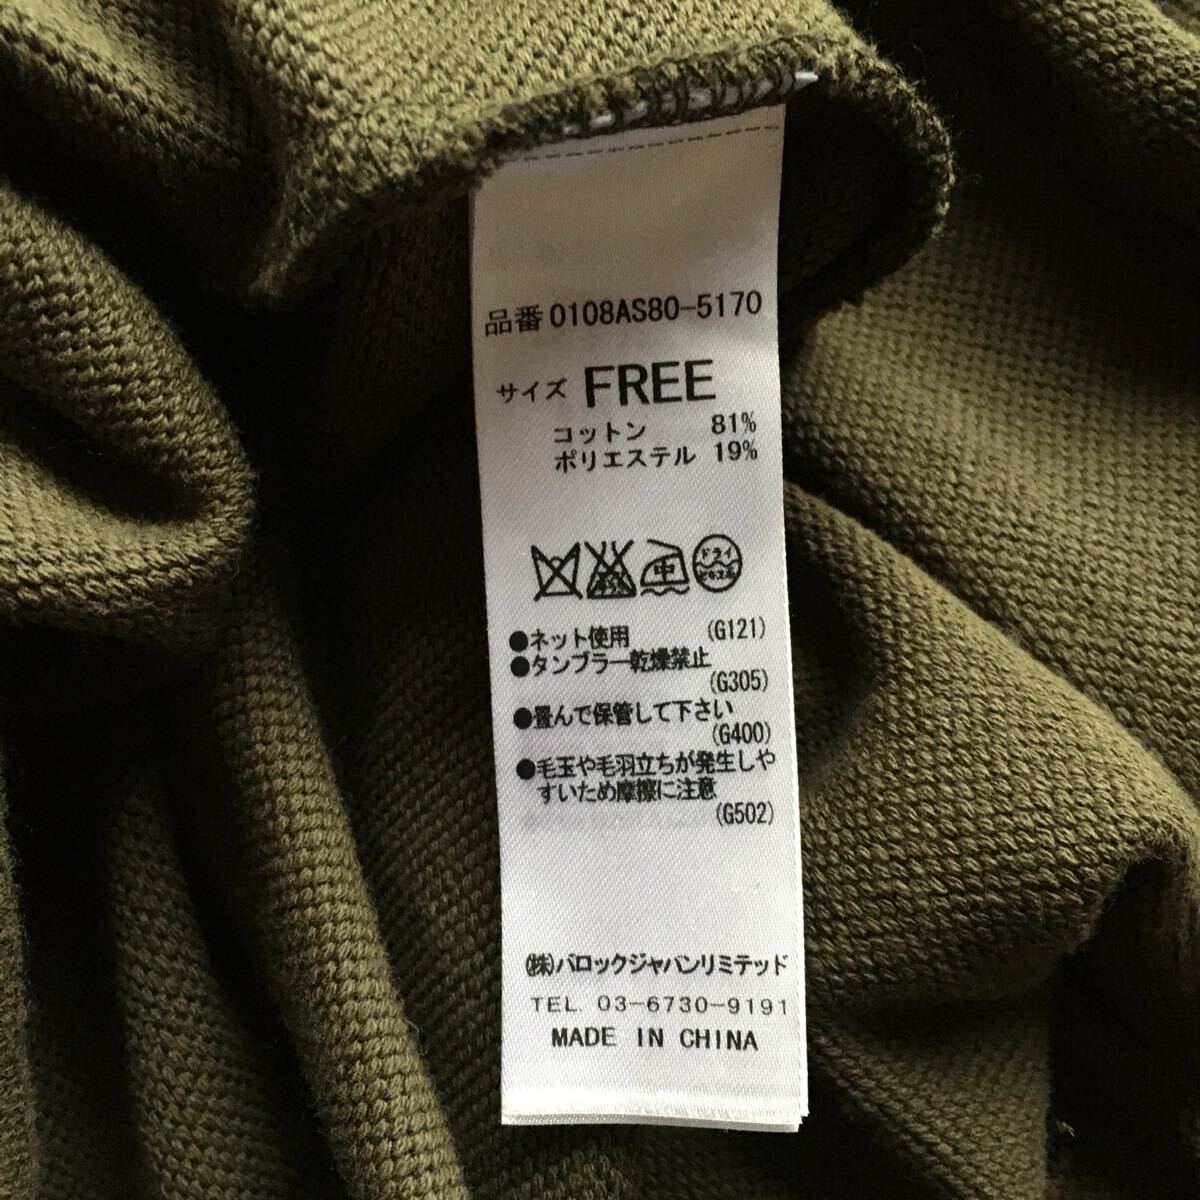 品番 0108AS80-5170
サイズ FREE
コットン 81%
ポリエステル 19%
中 ドライ
●ネット使用 (G121)
●タンブラー乾燥禁止
(G305)
●畳んで保管して下さい
(G400)
●毛玉や毛羽立ちが発生しや
すいため摩擦に注意
(G502)
(株)バロックジャパンリミテッド
TEL. 03-6730-9191
MADE IN CHINA